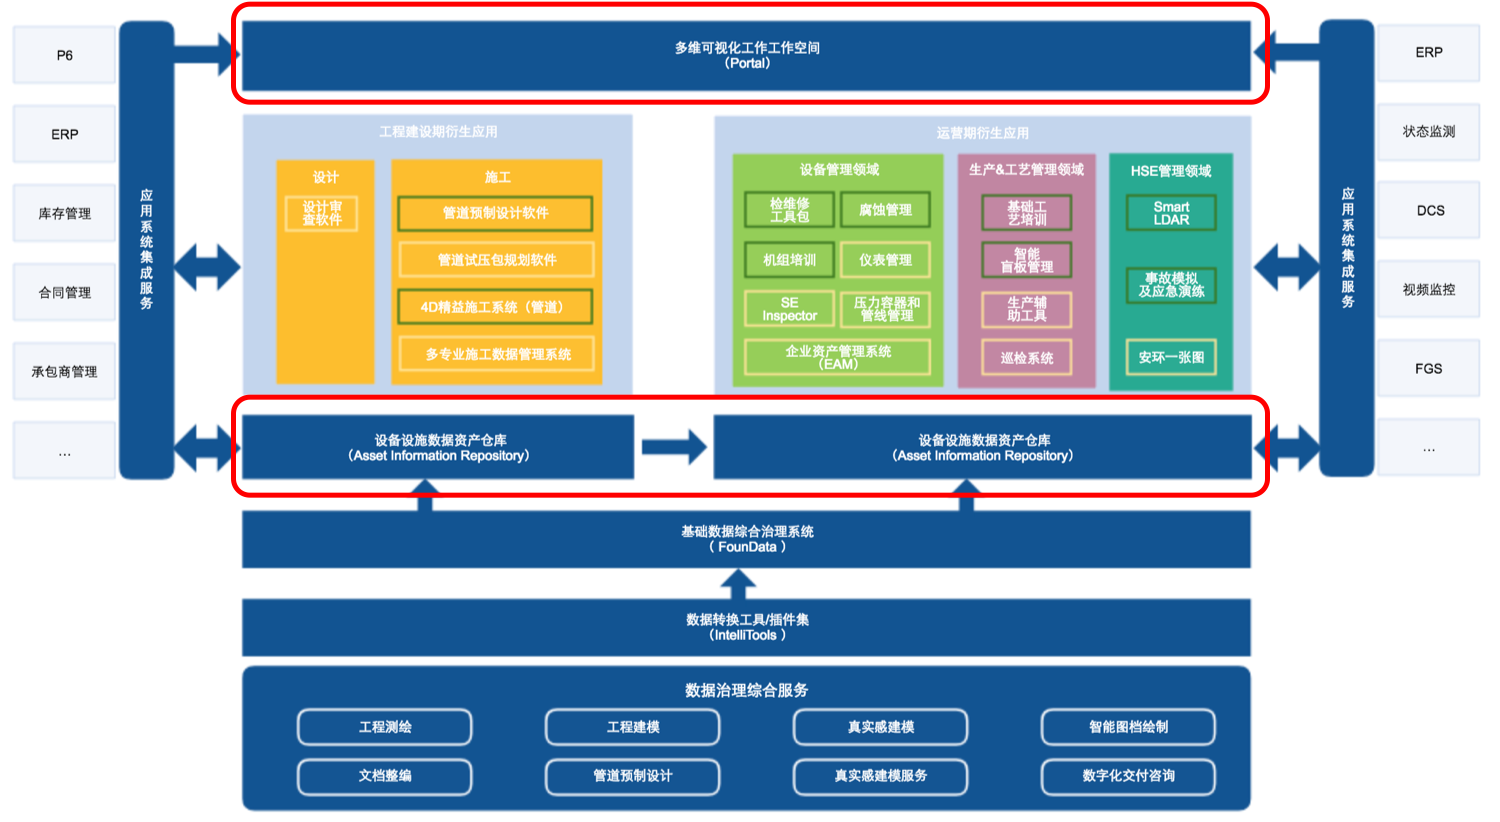 多维可视化工作工作空间
（Portal）
P6
ERP
库存管理
合同管理
承包商管理
...
应用系统集成服务
工程建设期衍生应用
设计
设计审
查软件
施工
管道预制设计软件
管道试压包规划软件
4D精益施工系统（管道）
多专业施工数据管理系统
运营期衍生应用
设备管理领域
检维修
工具包
腐蚀管理
机组培训
仪表管理
SE
Inspector
压力容器和
管线管理
企业资产管理系统
（EAM）
生产&工艺管理领域
基础工
艺培训
智能
盲板管理
生产辅
助工具
巡检系统
HSE管理领域
Smart
LDAR
事故模拟
及应急演练
安环一张图
应用系统集成服务
ERP
状态监测
DCS
视频监控
FGS
...
设备设施数据资产仓库
（Asset Information Repository）
设备设施数据资产仓库
（Asset Information Repository）
基础数据综合治理系统
（ FounData ）
数据转换工具/插件集
（IntelliTools ）
数据治理综合服务
工程测绘
工程建模
真实感建模
智能图档绘制
文档整编
管道预制设计
真实感建模服务
数字化交付咨询